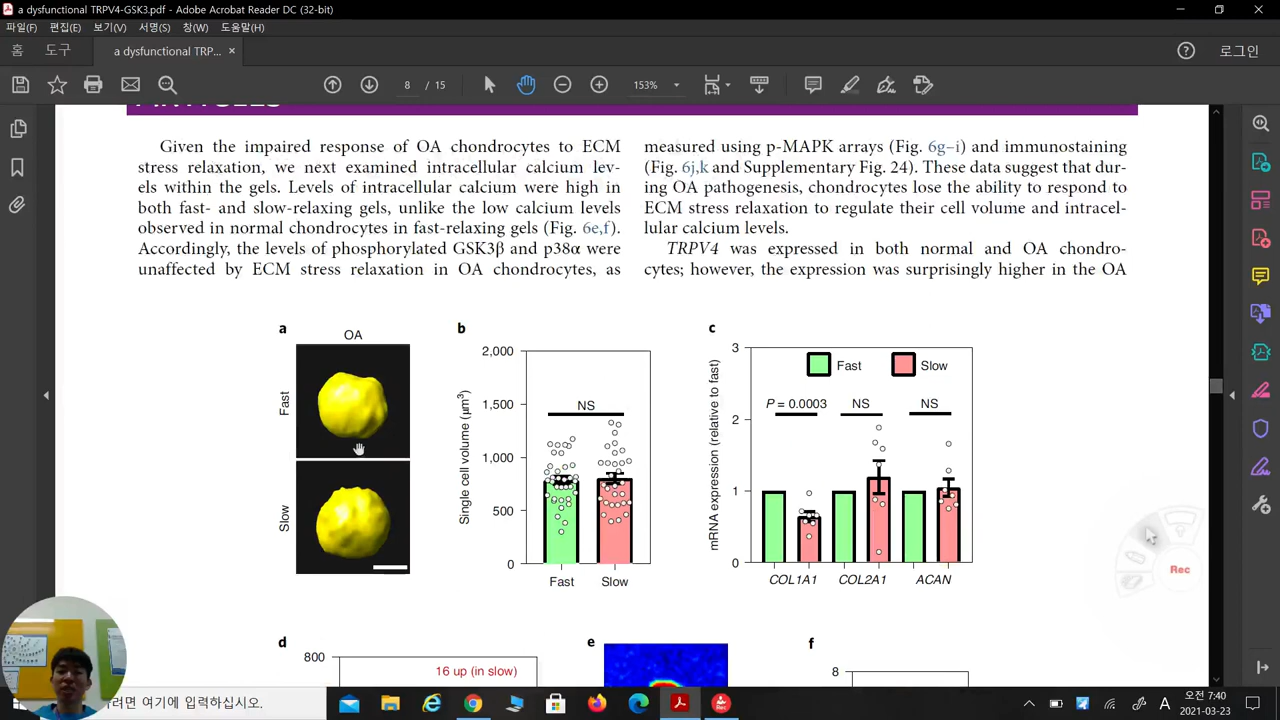 a dysfunctional TRPV4-GSK3.pdf - Adobe Acrobat Reader DC (32-bit)
파일(F) 편집(E) 보기(V) 서명(S) 창(W) 도움말(H)
홈 도구 a dysfunctional TRP... × 로그인
8 / 15 153%
Given the impaired response of OA chondrocytes to ECM
stress relaxation, we next examined intracellular calcium lev-
els within the gels. Levels of intracellular calcium were high in
both fast- and slow-relaxing gels, unlike the low calcium levels
observed in normal chondrocytes in fast-relaxing gels (Fig. 6e,f).
Accordingly, the levels of phosphorylated GSK3β and p38α were
unaffected by ECM stress relaxation in OA chondrocytes, as
measured using p-MAPK arrays (Fig. 6g–i) and immunostaining
(Fig. 6j,k and Supplementary Fig. 24). These data suggest that dur-
ing OA pathogenesis, chondrocytes lose the ability to respond to
ECM stress relaxation to regulate their cell volume and intracel-
lular calcium levels.
TRPV4 was expressed in both normal and OA chondro-
cytes; however, the expression was surprisingly higher in the OA
a
OA
Fast
Slow
b
Single cell volume (μm³)
2,000
1,500
1,000
500
0
NS
Fast Slow
c
mRNA expression (relative to fast)
3
2
1
0
Fast Slow
P = 0.0003 NS NS
COL1A1 COL2A1 ACAN
d
800
16 up (in slow)
e
f
8
Rec
려면 여기에 입력하십시오.
Rec
A
오전 7:40
2021-03-23